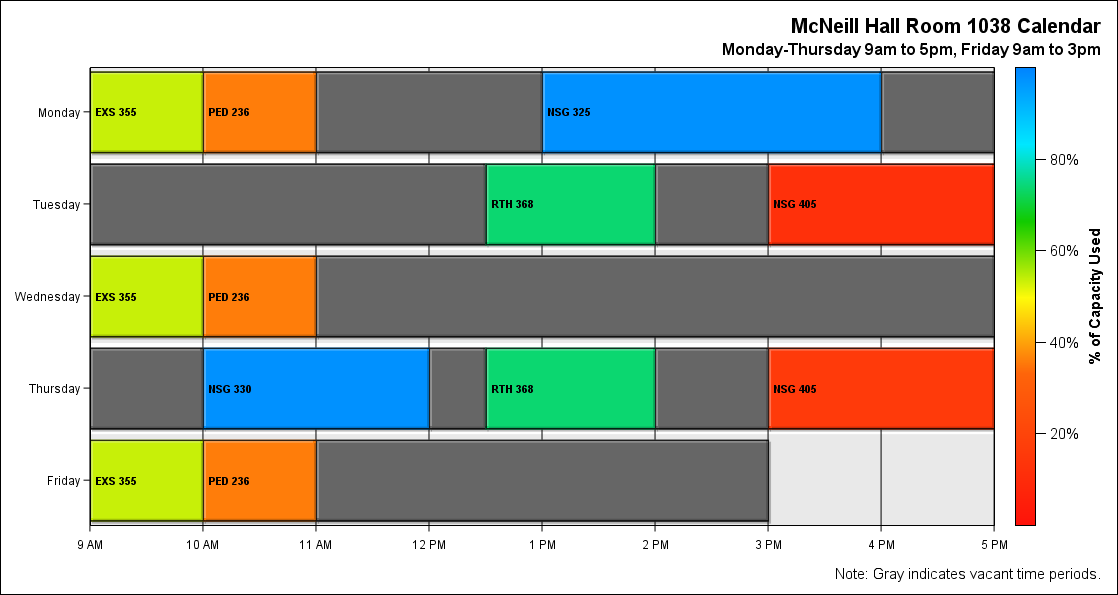 McNeill Hall Room 1038 Calendar
Monday-Thursday 9am to 5pm, Friday 9am to 3pm
Monday EXS 355 PED 236 NSG 325
Tuesday RTH 368 NSG 405
Wednesday EXS 355 PED 236
Thursday NSG 330 RTH 368 NSG 405
Friday EXS 355 PED 236
9 AM 10 AM 11 AM 12 PM 1 PM 2 PM 3 PM 4 PM 5 PM
80%
60%
40%
20%
% of Capacity Used
Note: Gray indicates vacant time periods.